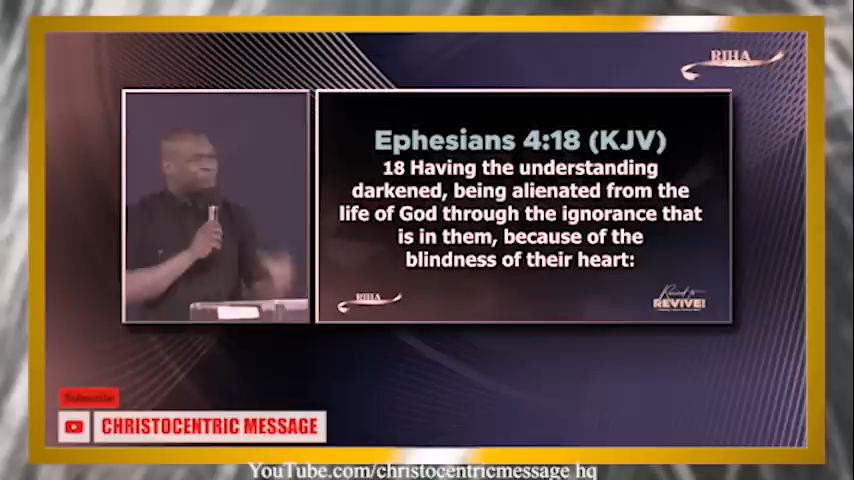 RIHA
Ephesians 4:18 (KJV)
18 Having the understanding
darkened, being alienated from the
life of God through the ignorance that
is in them, because of the
blindness of their heart:
RIHA
REVIVE!
Subscribe
CHRISTOCENTRIC MESSAGE
YouTube.com/christocentricmessage hq